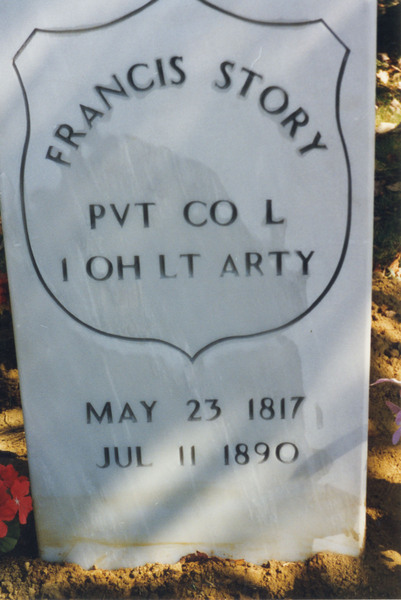 FRANCIS STORY
PVT CO L
1 OH LT ARTY
MAY 23 1817
JUL 11 1890